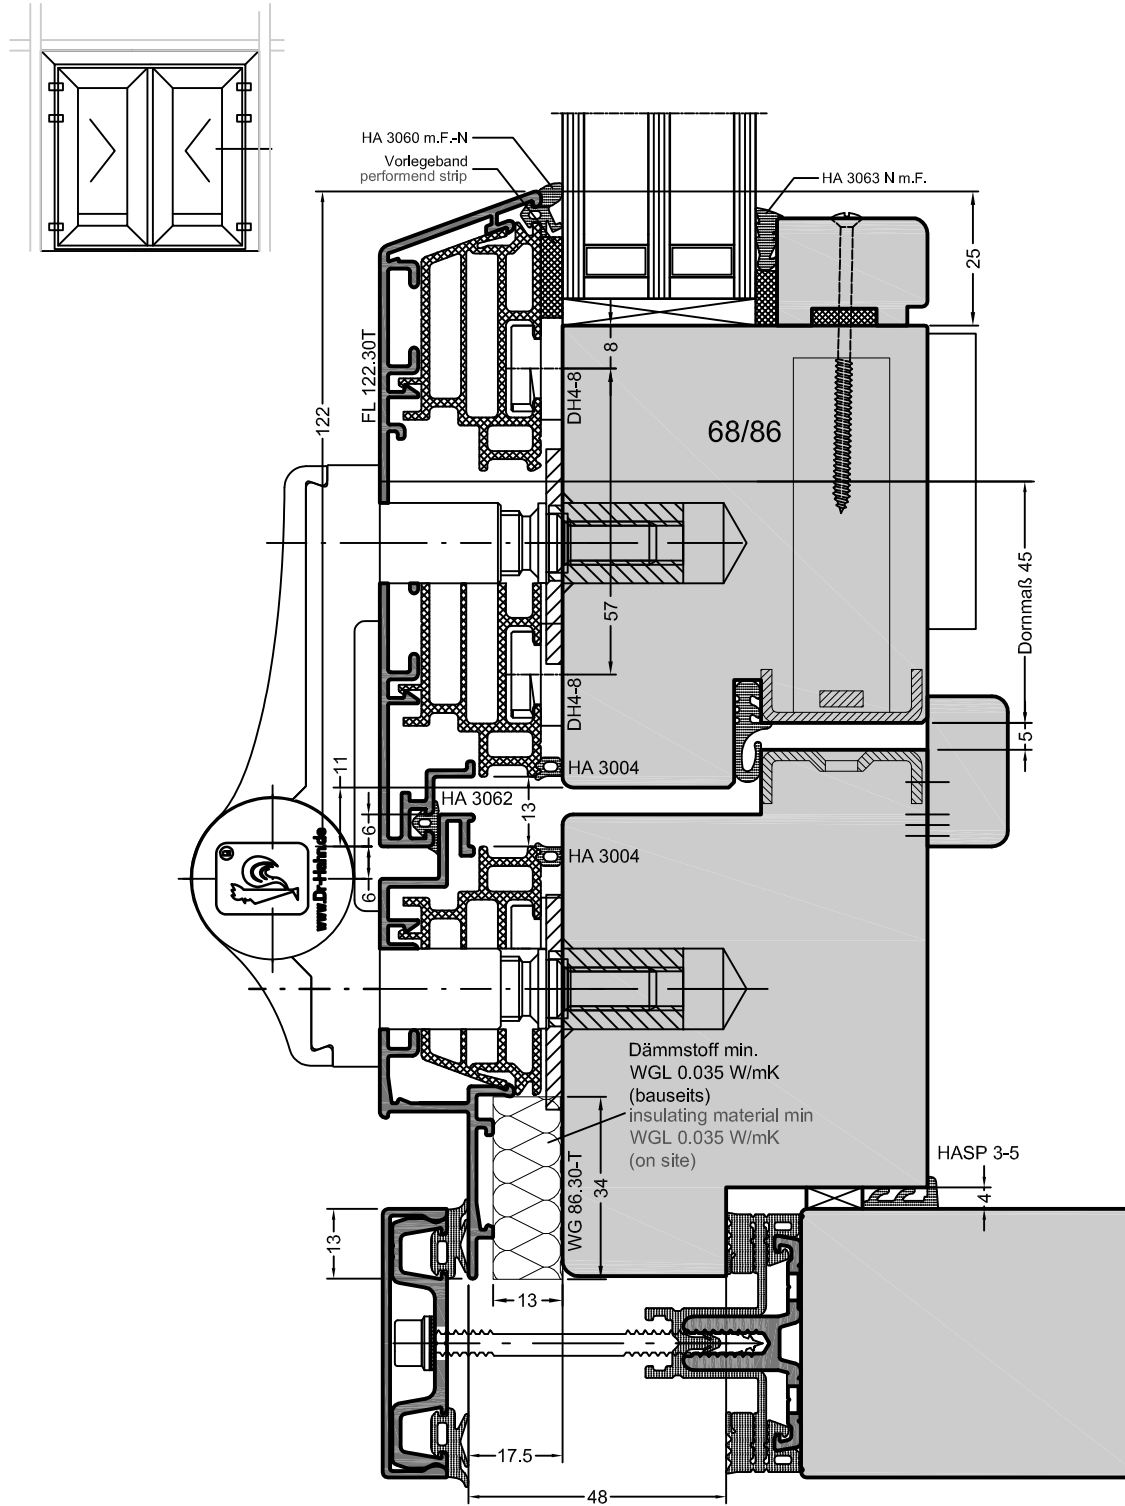 HA 3060 m.F.-N
Vorlegeband
performend strip
HA 3063 N m.F.
25
8
FL 122.30T
122
DH4-8
68/86
57
Dornmaß 45
DH4-8
5
11
HA 3004
HA 3062
13
6
HA 3004
6
®
www.Dr-Hahn.de
Dämmstoff min.
WGL 0.035 W/mK
(bauseits)
insulating material min
WGL 0.035 W/mK
(on site)
HASP 3-5
WG 86.30-T
34
4
13
13
17.5
48